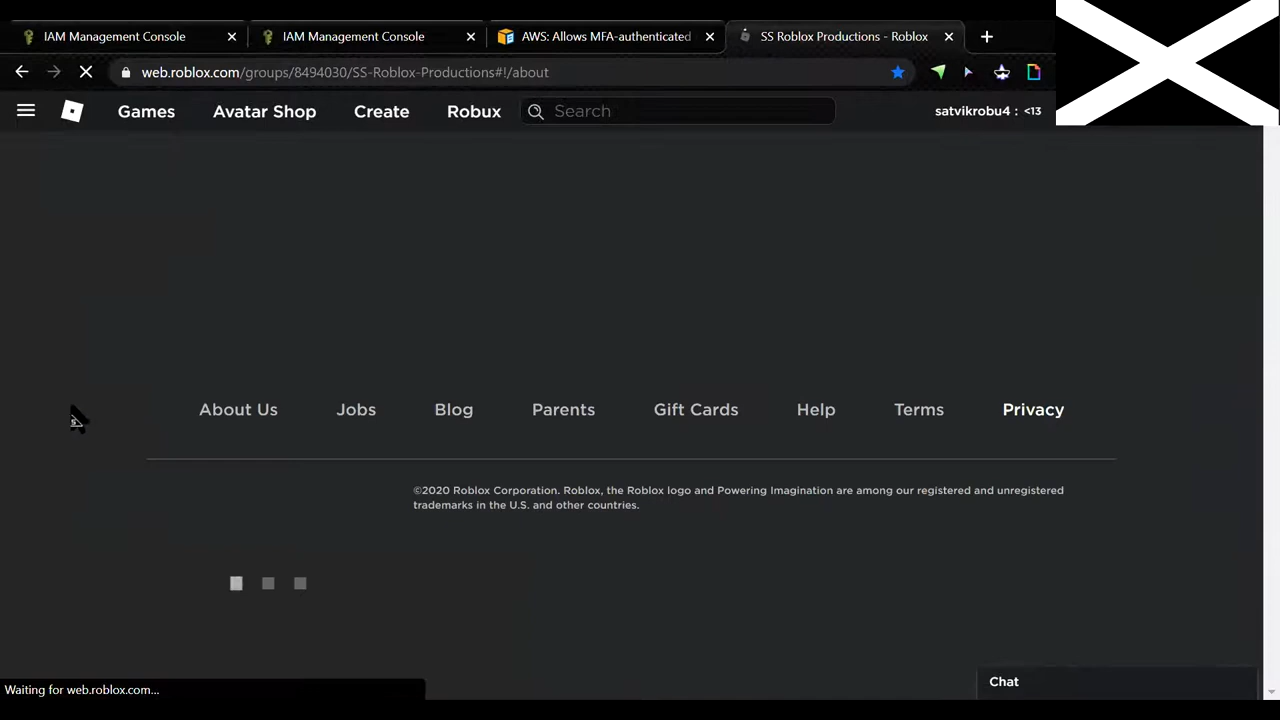 IAM Management Console
IAM Management Console
AWS: Allows MFA-authenticated
SS Roblox Productions - Roblox
web.roblox.com/groups/8494030/SS-Roblox-Productions#!/about
Games
Avatar Shop
Create
Robux
Search
satvikrobu4 : <13
About Us
Jobs
Blog
Parents
Gift Cards
Help
Terms
Privacy
©2020 Roblox Corporation. Roblox, the Roblox logo and Powering Imagination are among our registered and unregistered
trademarks in the U.S. and other countries.
Waiting for web.roblox.com...
Chat